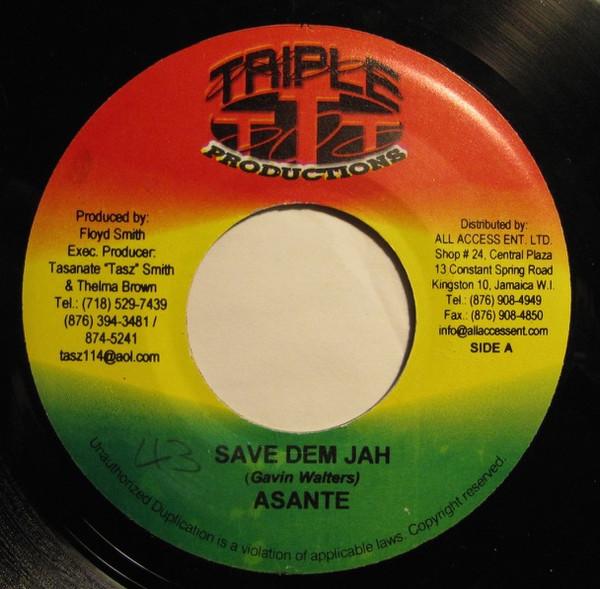 TRIPLE
T T T
PRODUCTIONS
Produced by:
Floyd Smith
Exec. Producer:
Tasanate "Tasz" Smith
& Thelma Brown
Tel.: (718) 529-7439
(876) 394-3481 /
874-5241
tasz114@aol.com
Distributed by:
ALL ACCESS ENT. LTD.
Shop # 24, Central Plaza
13 Constant Spring Road
Kingston 10, Jamaica W.I.
Tel.: (876) 908-4949
Fax.: (876) 908-4850
info@allaccessent.com
SIDE A
43
SAVE DEM JAH
(Gavin Walters)
ASANTE
Unauthorized Duplication is a violation of applicable laws. Copyright reserved.